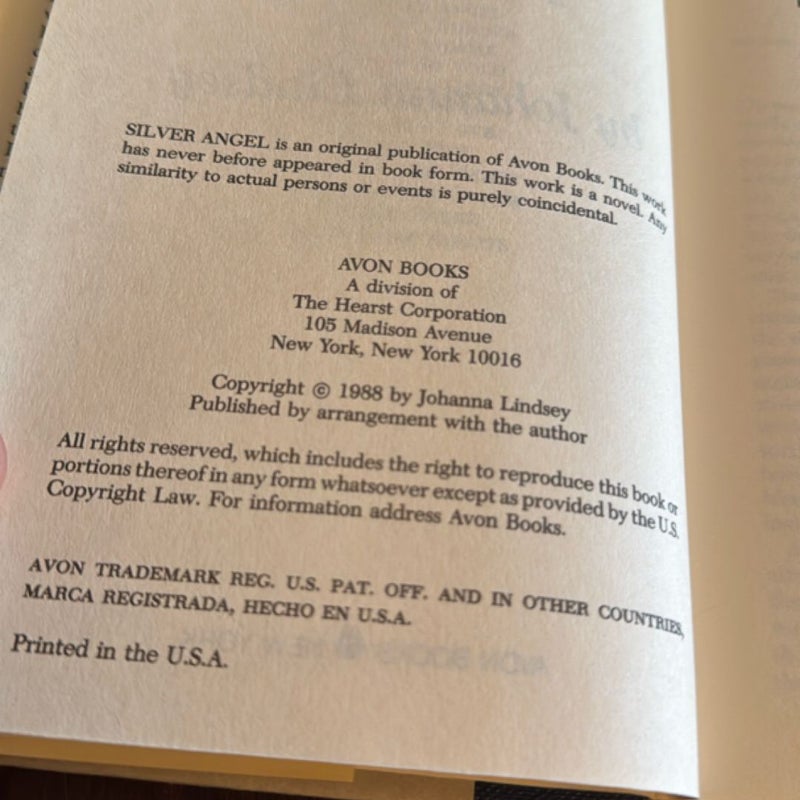 SILVER ANGEL is an original publication of Avon Books. This work
has never before appeared in book form. This work is a novel. Any
similarity to actual persons or events is purely coincidental.
AVON BOOKS
A division of
The Hearst Corporation
105 Madison Avenue
New York, New York 10016
Copyright © 1988 by Johanna Lindsey
Published by arrangement with the author
All rights reserved, which includes the right to reproduce this book or
portions thereof in any form whatsoever except as provided by the U.S.
Copyright Law. For information address Avon Books.
AVON TRADEMARK REG. U.S. PAT. OFF. AND IN OTHER COUNTRIES,
MARCA REGISTRADA, HECHO EN U.S.A.
Printed in the U.S.A.